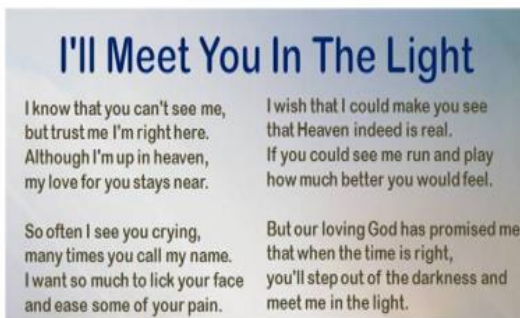 I'll Meet You In The Light
I know that you can't see me,
but trust me I'm right here.
Although I'm up in heaven,
my love for you stays near.
So often I see you crying,
many times you call my name.
I want so much to lick your face
and ease some of your pain.
I wish that I could make you see
that Heaven indeed is real.
If you could see me run and play
how much better you would feel.
But our loving God has promised me
that when the time is right,
you'll step out of the darkness and
meet me in the light.